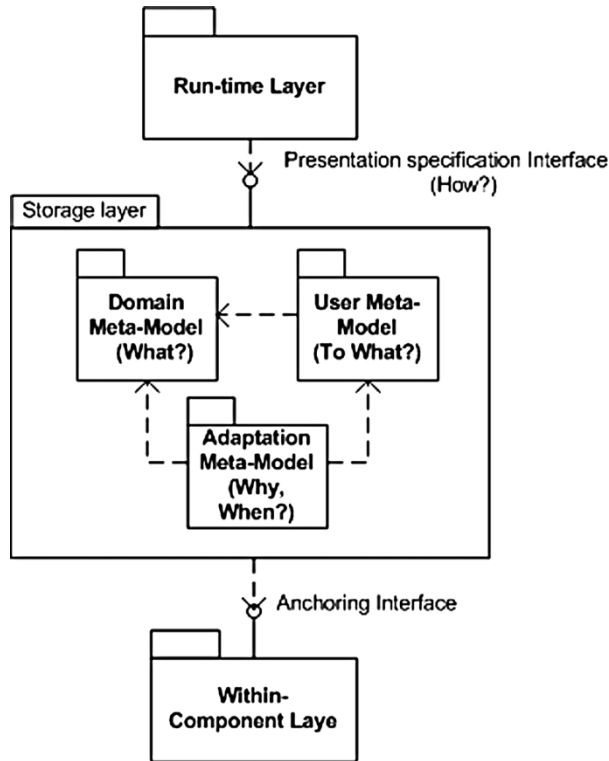 Run-time Layer
Presentation specification Interface
(How?)
Storage layer
Domain
Meta-Model
(What?)
User Meta-
Model
(To What?)
Adaptation
Meta-Model
(Why,
When?)
Anchoring Interface
Within-
Component Laye